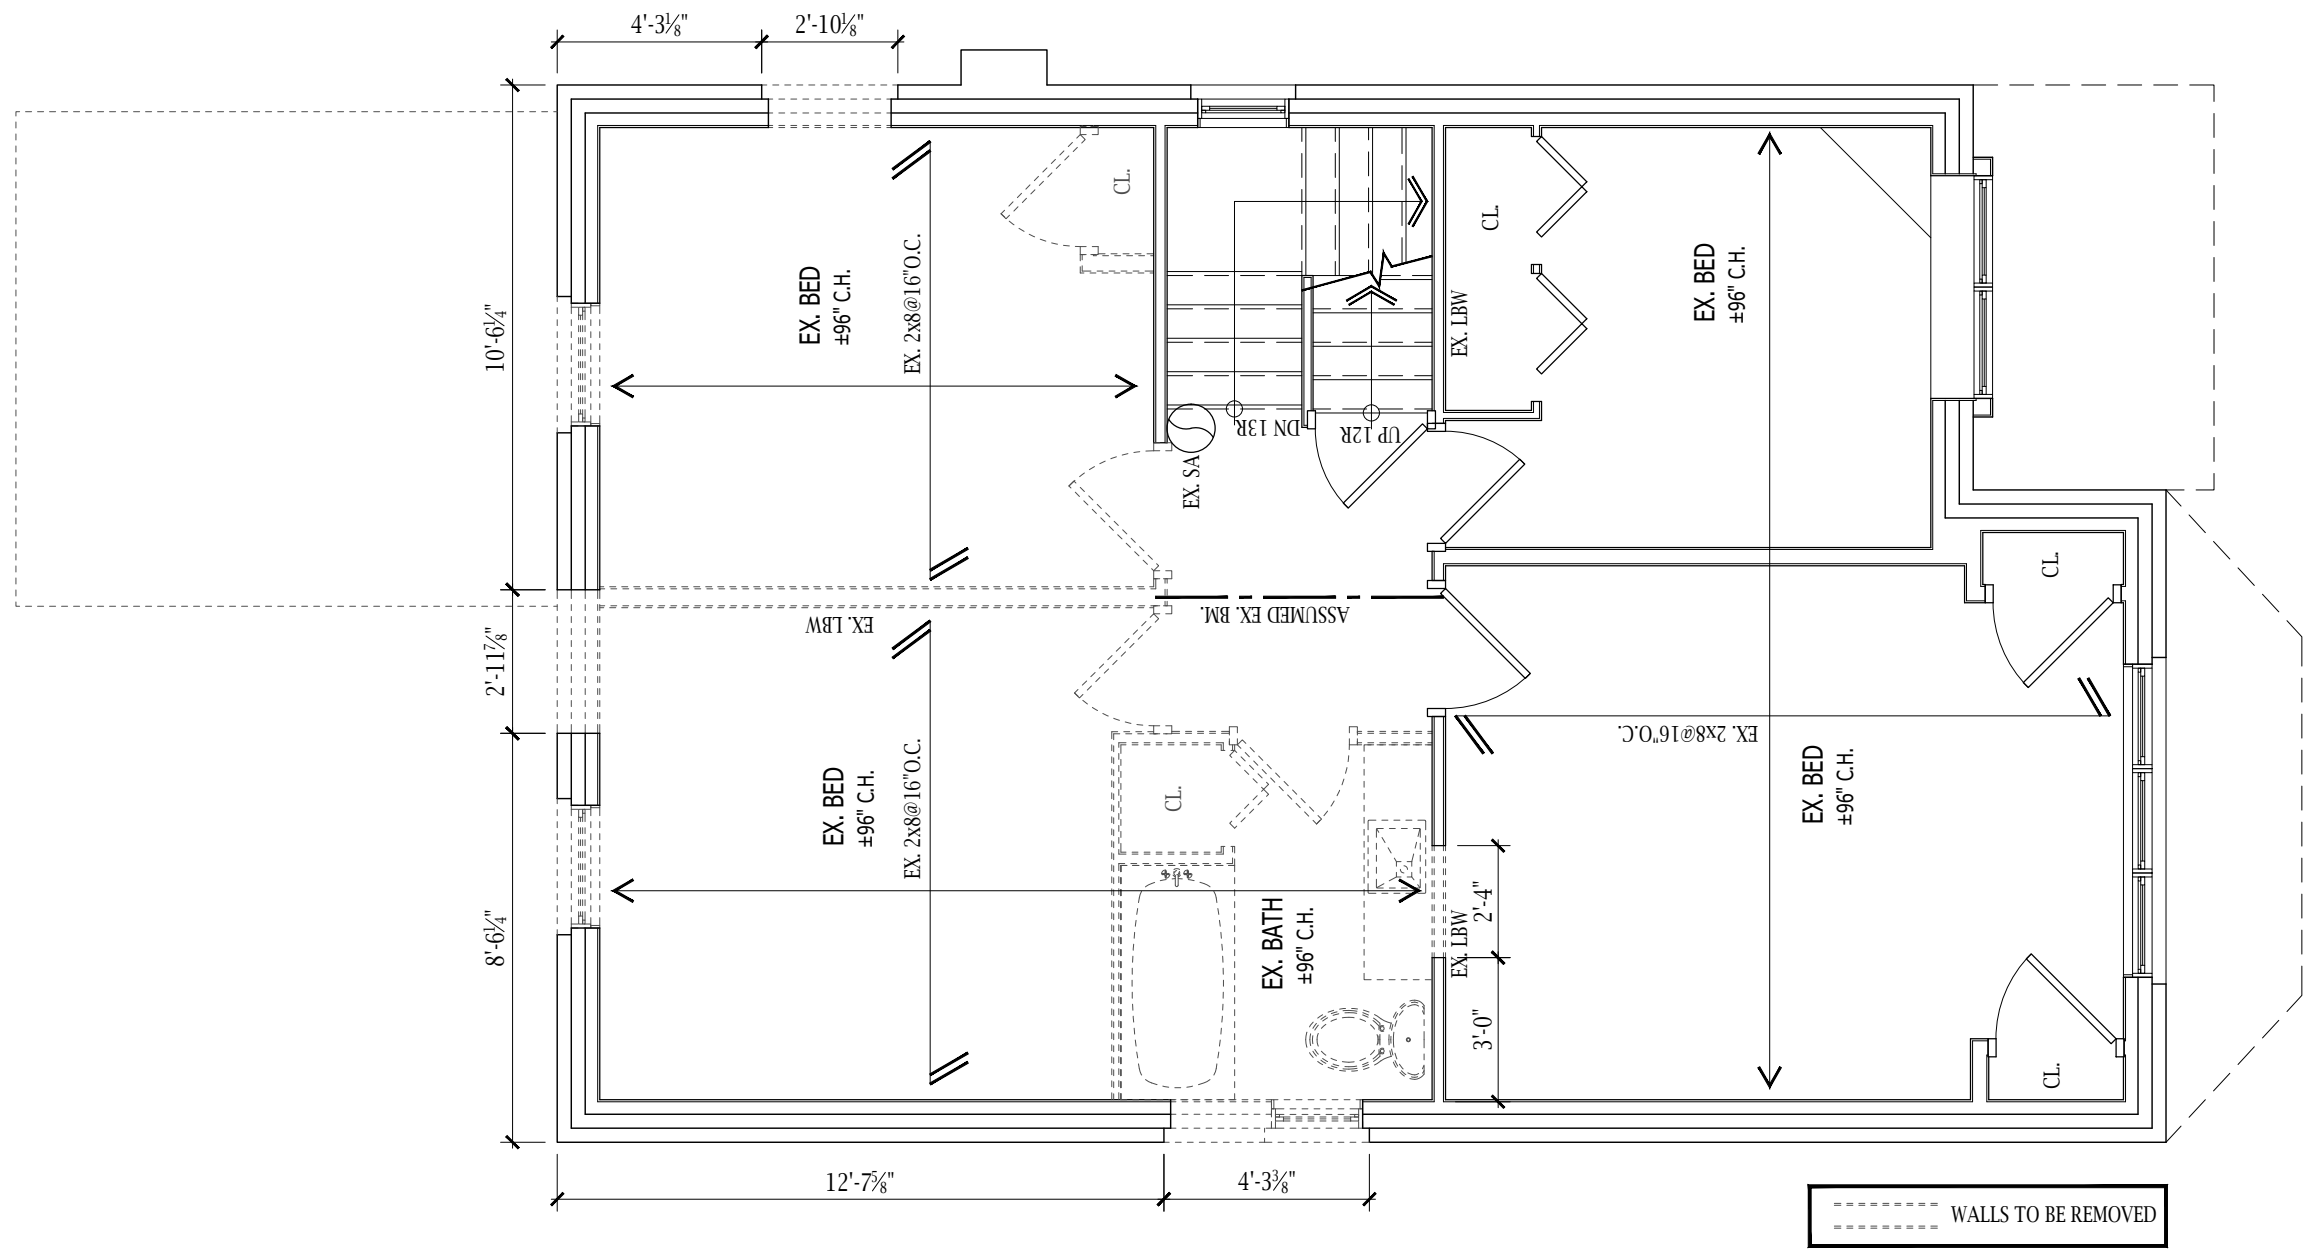 4'-3⅛"
2'-10⅛"
10'-6¼"
2'-11⅞"
8'-6¼"
EX. BED
±96" C.H.
EX. 2x8@16"O.C.
CL.
EX. SA
DN 13R
UP 12R
EX. LBW
CL.
EX. BED
±96" C.H.
EX. LBW
ASSUMED EX. BM.
CL.
EX. BED
±96" C.H.
EX. 2x8@16"O.C.
CL.
EX. BATH
±96" C.H.
EX. LBW
2'-4"
3'-0"
EX. 2x8@16"O.C.
EX. BED
±96" C.H.
CL.
12'-7⅝"
4'-3⅜"
WALLS TO BE REMOVED